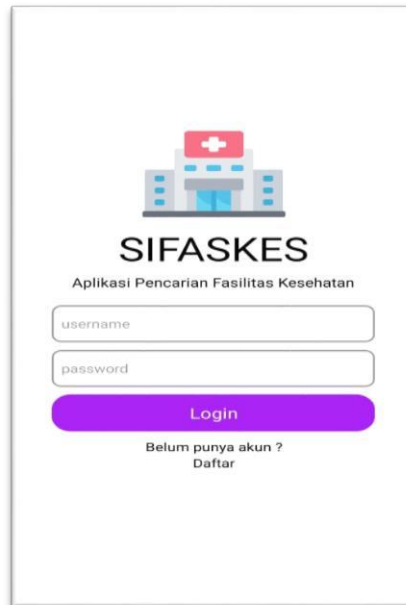 SIFASKES
Aplikasi Pencarian Fasilitas Kesehatan
username
password
Login
Belum punya akun ?
Daftar